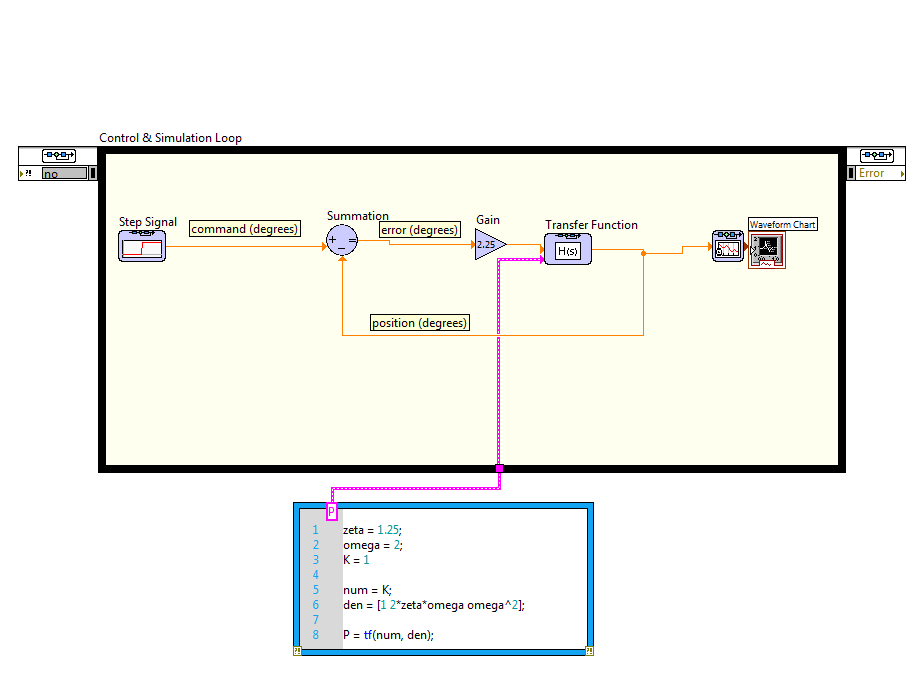 Control & Simulation Loop
?!
no
Error
Step Signal
command (degrees)
Summation
+
=
−
error (degrees)
Gain
2.25
Transfer Function
H(s)
Waveform Chart
position (degrees)
p
1 zeta = 1.25;
2 omega = 2;
3 K = 1
4
5 num = K;
6 den = [1 2*zeta*omega omega^2];
7
8 P = tf(num, den);
?!
?!